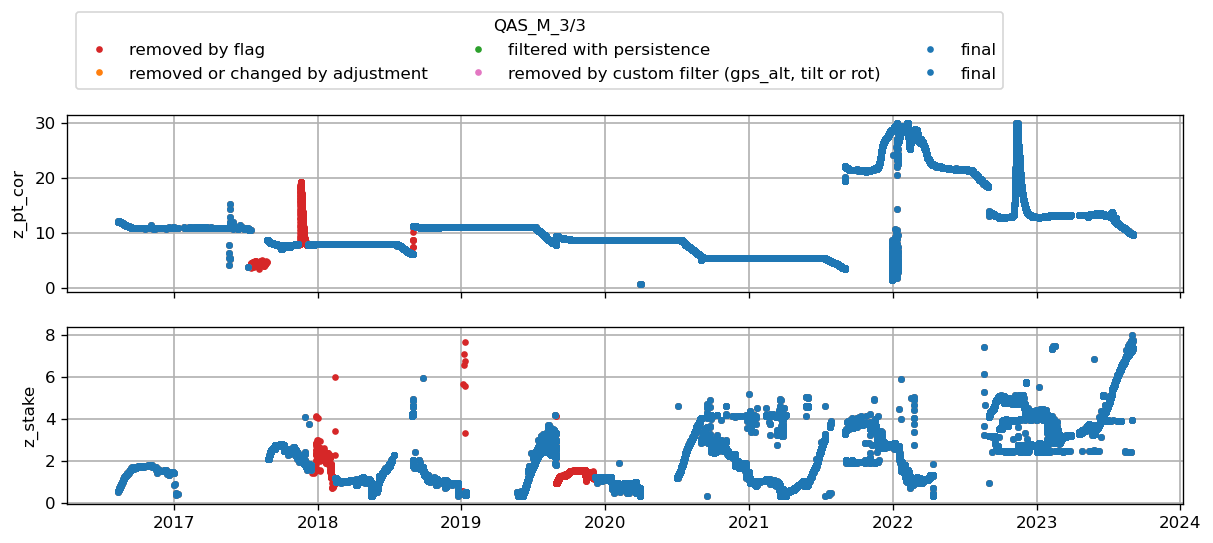 QAS_M_3/3
removed by flag
filtered with persistence
final
removed or changed by adjustment
removed by custom filter (gps_alt, tilt or rot)
final
30
20
10
0
z_pt_cor
8
6
4
2
0
z_stake
2017 2018 2019 2020 2021 2022 2023 2024